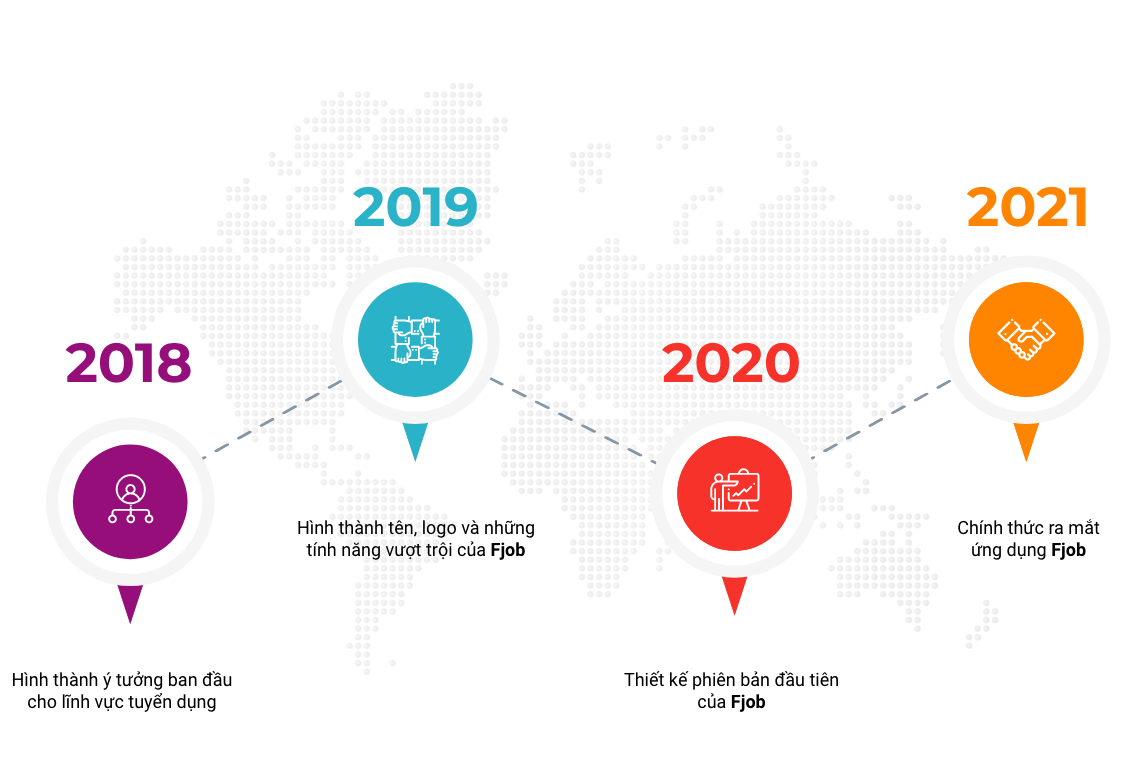 2018
Hình thành ý tưởng ban đầu
cho lĩnh vực tuyển dụng
2019
Hình thành tên, logo và những
tính năng vượt trội của Fjob
2020
Thiết kế phiên bản đầu tiên
của Fjob
2021
Chính thức ra mắt
ứng dụng Fjob